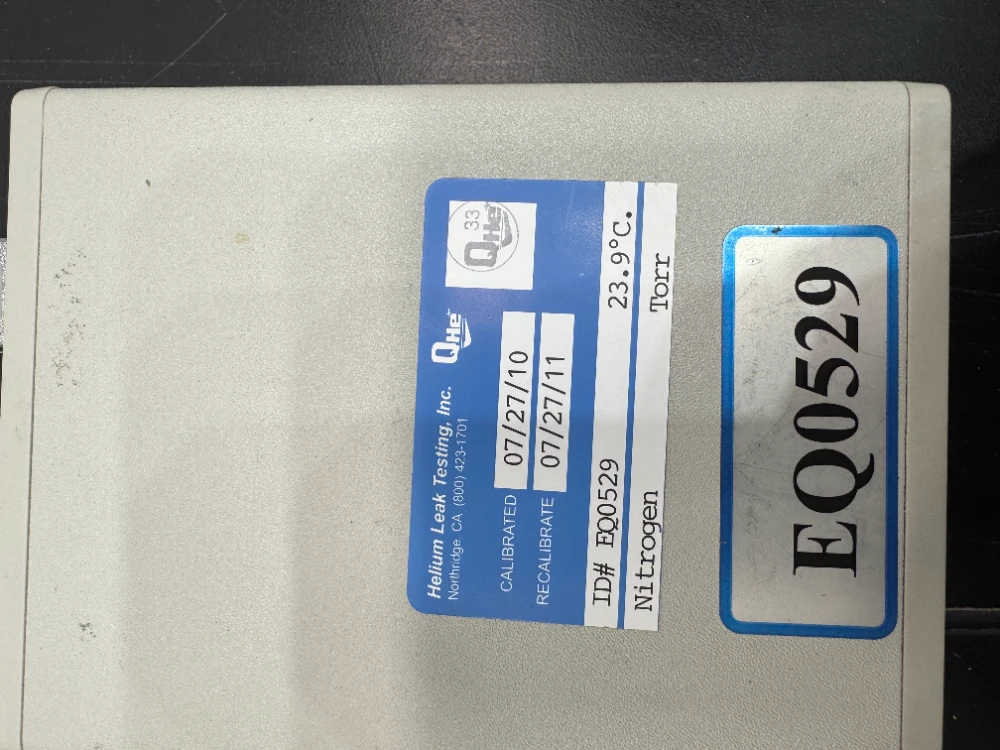 Helium Leak Testing, Inc.
Northridge, CA (800) 423-1701
QHe
33
QHe
CALIBRATED 07/27/10
RECALIBRATE 07/27/11
ID# EQ0529 23.9°C.
Nitrogen Torr
EQ0529